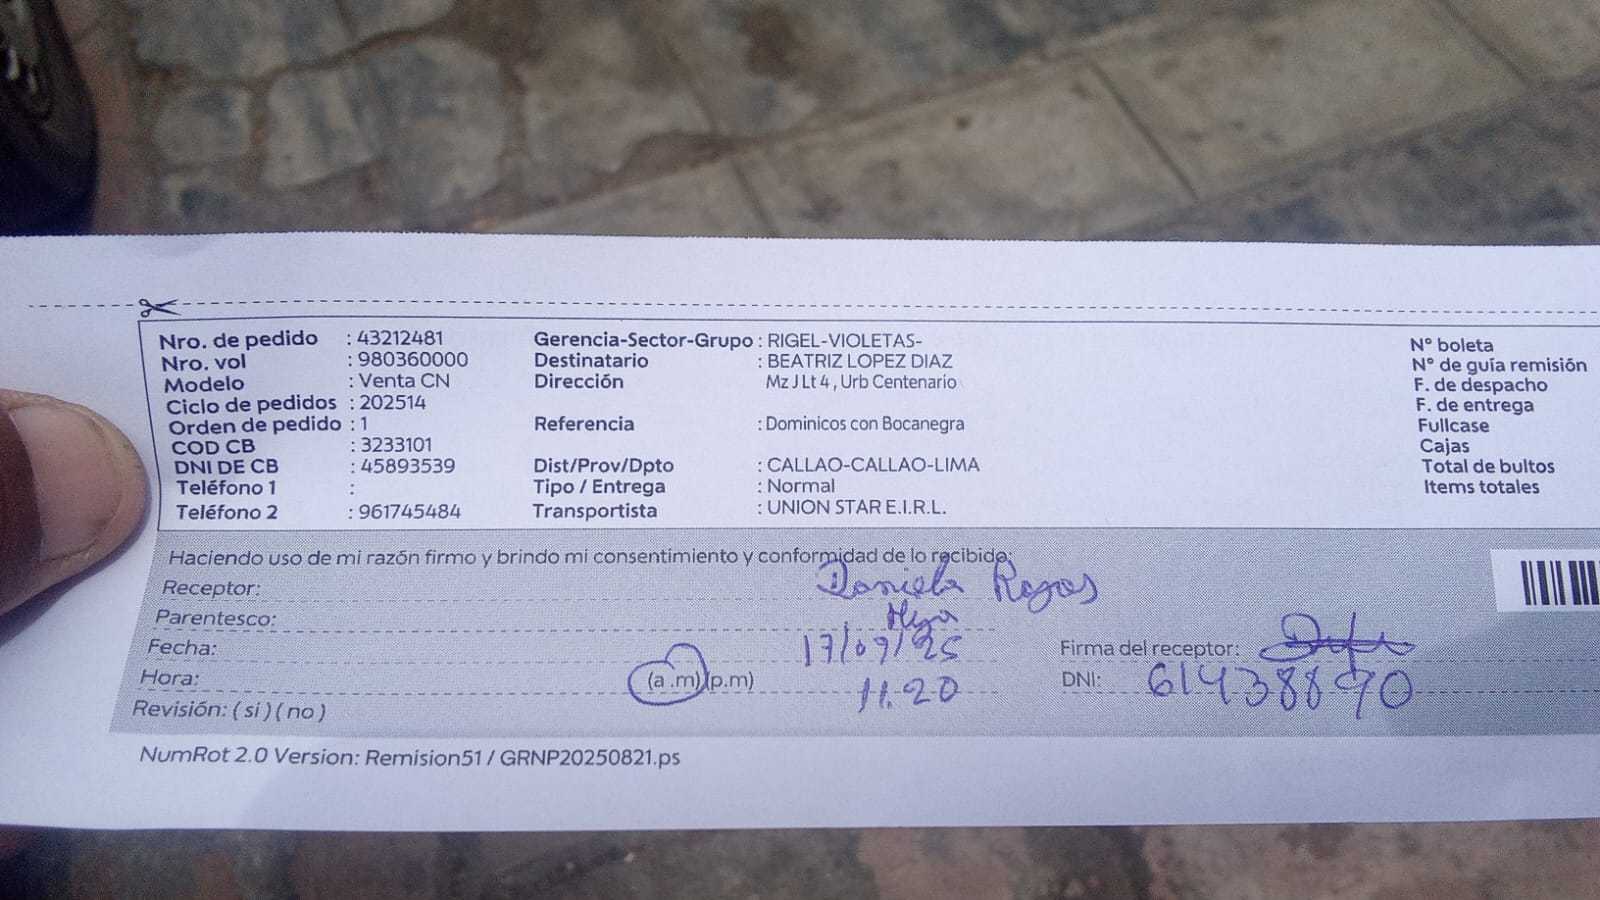 Nro. de pedido : 43212481 Gerencia-Sector-Grupo : RIGEL-VIOLETAS- N° boleta
Nro. vol : 980360000 Destinatario : BEATRIZ LOPEZ DIAZ N° de guía remisión
Modelo : Venta CN Dirección Mz J Lt 4 , Urb Centenario F. de despacho
Ciclo de pedidos : 202514 F. de entrega
Orden de pedido : 1 Referencia : Dominicos con Bocanegra Fullcase
COD CB : 3233101 Cajas
DNI DE CB : 45893539 Dist/Prov/Dpto : CALLAO-CALLAO-LIMA Total de bultos
Teléfono 1 : Tipo / Entrega : Normal Items totales
Teléfono 2 : 961745484 Transportista : UNION STAR E.I.R.L.
Haciendo uso de mi razón firmo y brindo mi consentimiento y conformidad de lo recibido:
Receptor: Daniela Rojas
Parentesco: Hija
Fecha: 17/09/25 Firma del receptor:
Hora: (a .m) (p.m) 11.20 DNI: 61438890
Revisión: ( si ) ( no )
NumRot 2.0 Version: Remision51 / GRNP20250821.ps